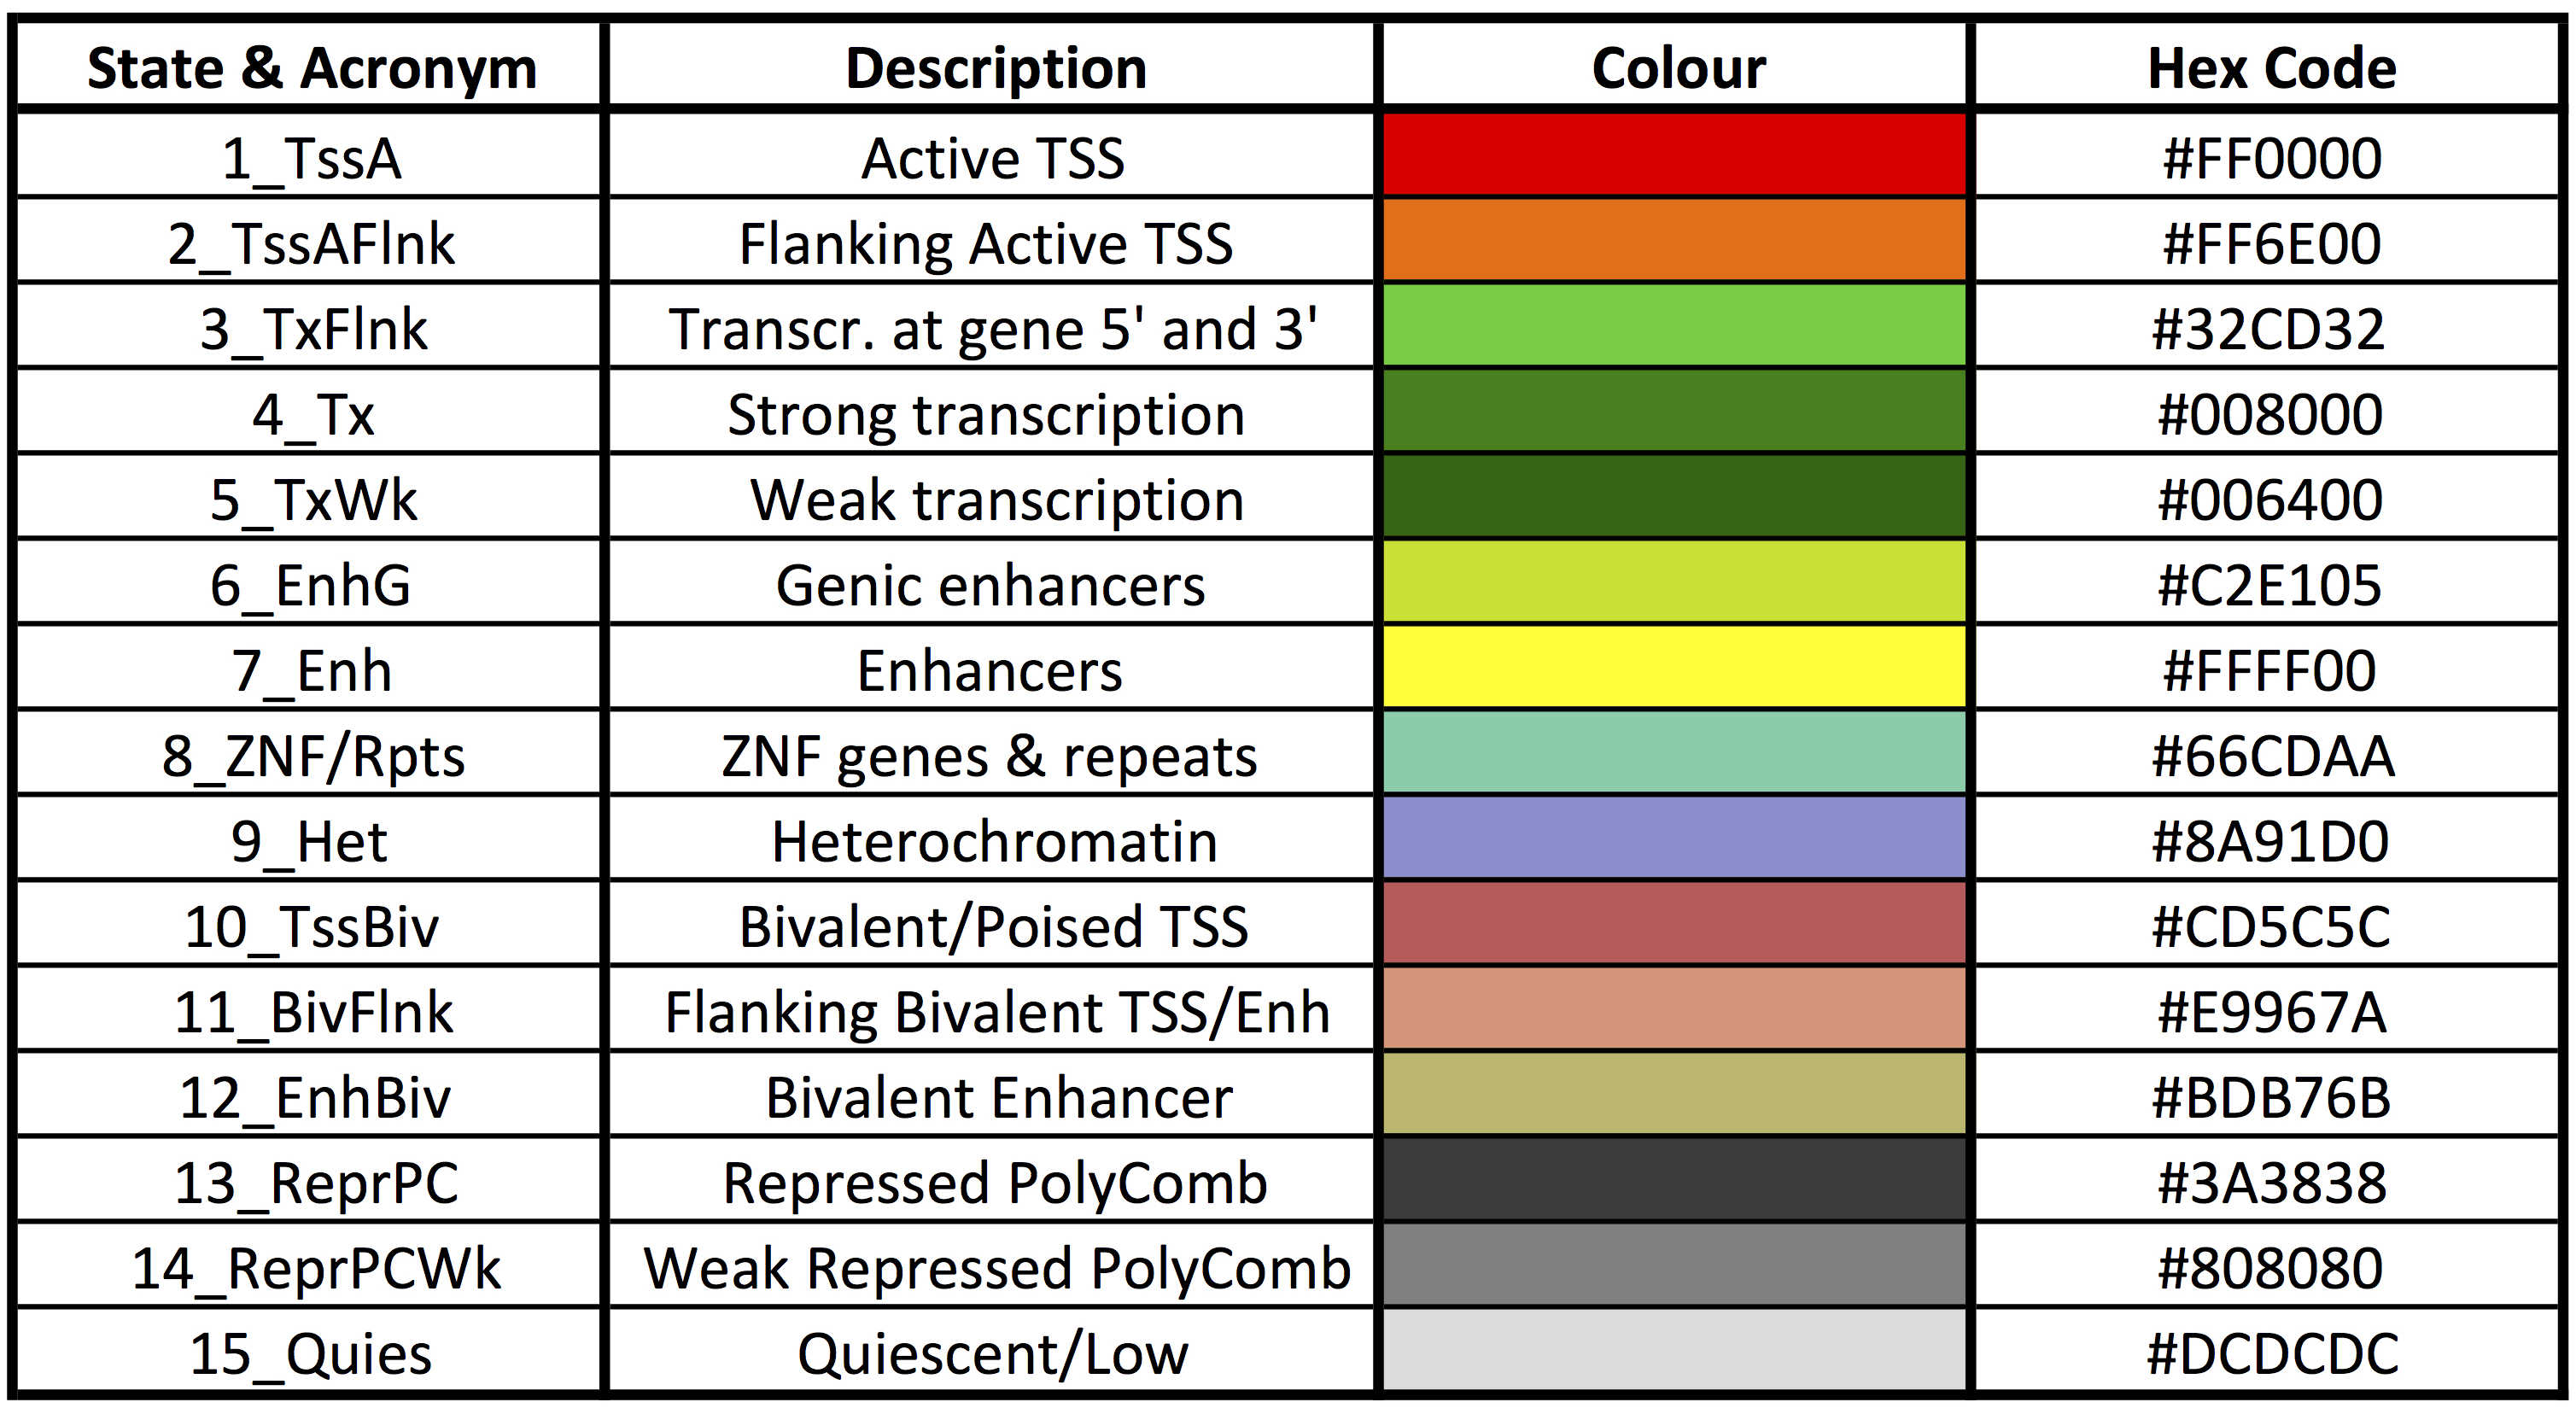 State & Acronym Description Colour Hex Code
1_TssA Active TSS #FF0000
2_TssAFlnk Flanking Active TSS #FF6E00
3_TxFlnk Transcr. at gene 5' and 3' #32CD32
4_Tx Strong transcription #008000
5_TxWk Weak transcription #006400
6_EnhG Genic enhancers #C2E105
7_Enh Enhancers #FFFF00
8_ZNF/Rpts ZNF genes & repeats #66CDAA
9_Het Heterochromatin #8A91D0
10_TssBiv Bivalent/Poised TSS #CD5C5C
11_BivFlnk Flanking Bivalent TSS/Enh #E9967A
12_EnhBiv Bivalent Enhancer #BDB76B
13_ReprPC Repressed PolyComb #3A3838
14_ReprPCWk Weak Repressed PolyComb #808080
15_Quies Quiescent/Low #DCDCDC